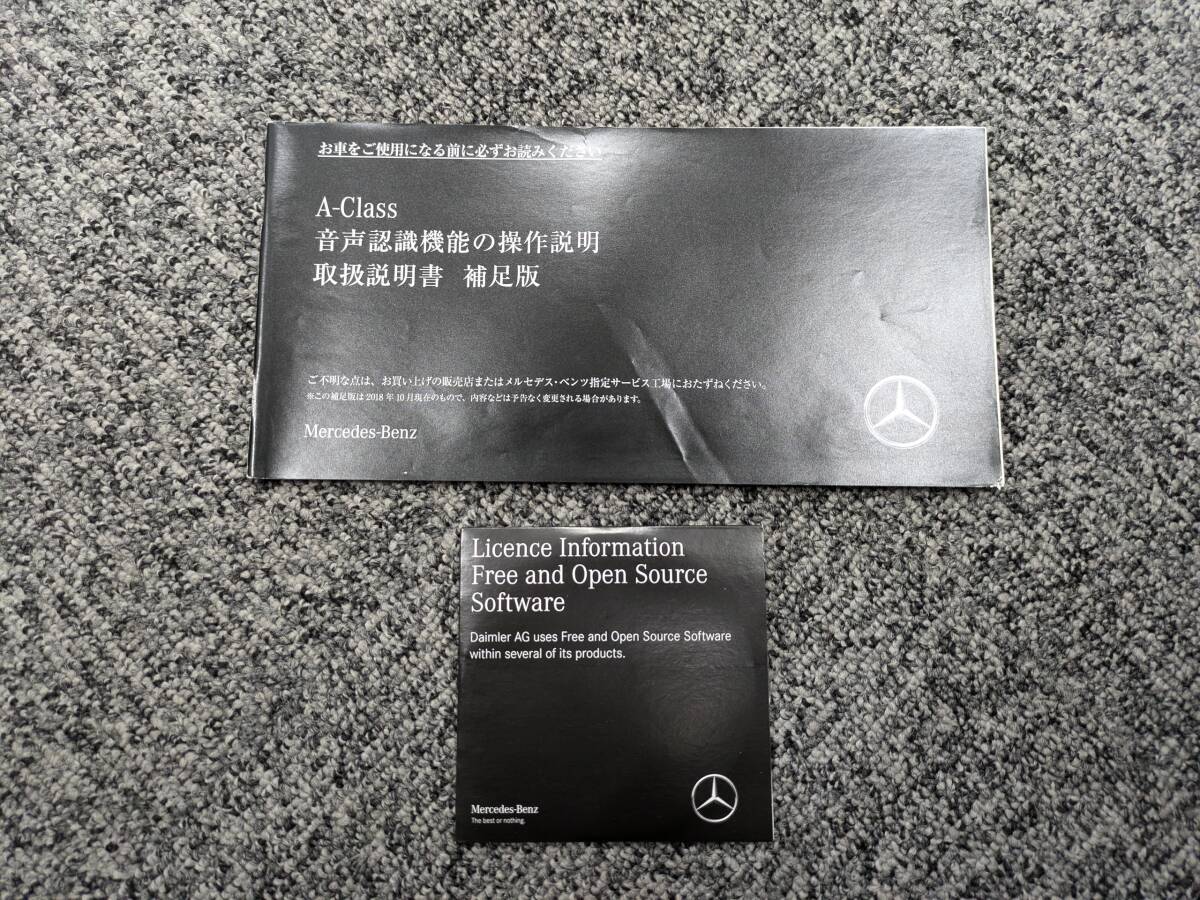 お車をご使用になる前に必ずお読みください
A-Class
音声認識機能の操作説明
取扱説明書 補足版
ご不明な点は、お買い上げの販売店またはメルセデス・ベンツ指定サービス工場におたずねください。
※この補足版は2018年10月現在のもので、内容などは予告なく変更される場合があります。
Mercedes-Benz
Licence Information
Free and Open Source
Software
Daimler AG uses Free and Open Source Software
within several of its products.
Mercedes-Benz
The best or nothing.